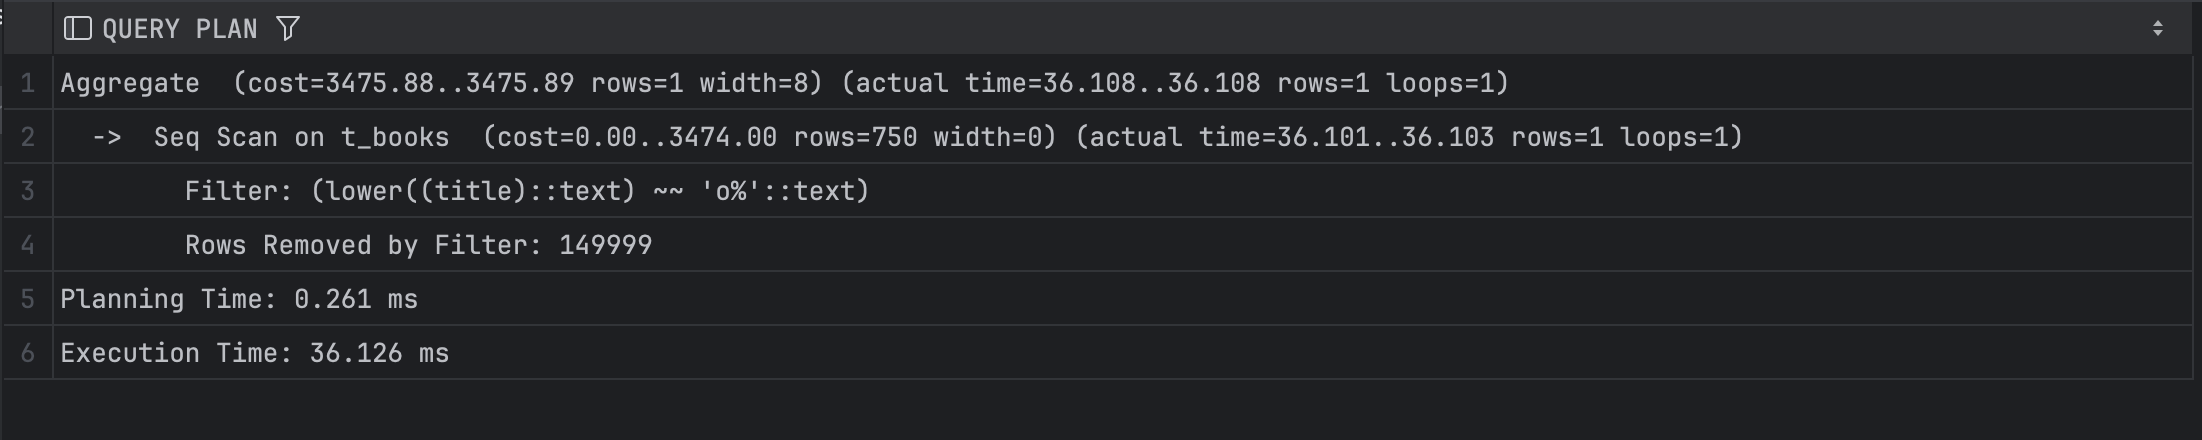 QUERY PLAN
1 Aggregate  (cost=3475.88..3475.89 rows=1 width=8) (actual time=36.108..36.108 rows=1 loops=1)
2   ->  Seq Scan on t_books  (cost=0.00..3474.00 rows=750 width=0) (actual time=36.101..36.103 rows=1 loops=1)
3         Filter: (lower((title)::text) ~~ 'o%'::text)
4         Rows Removed by Filter: 149999
5 Planning Time: 0.261 ms
6 Execution Time: 36.126 ms